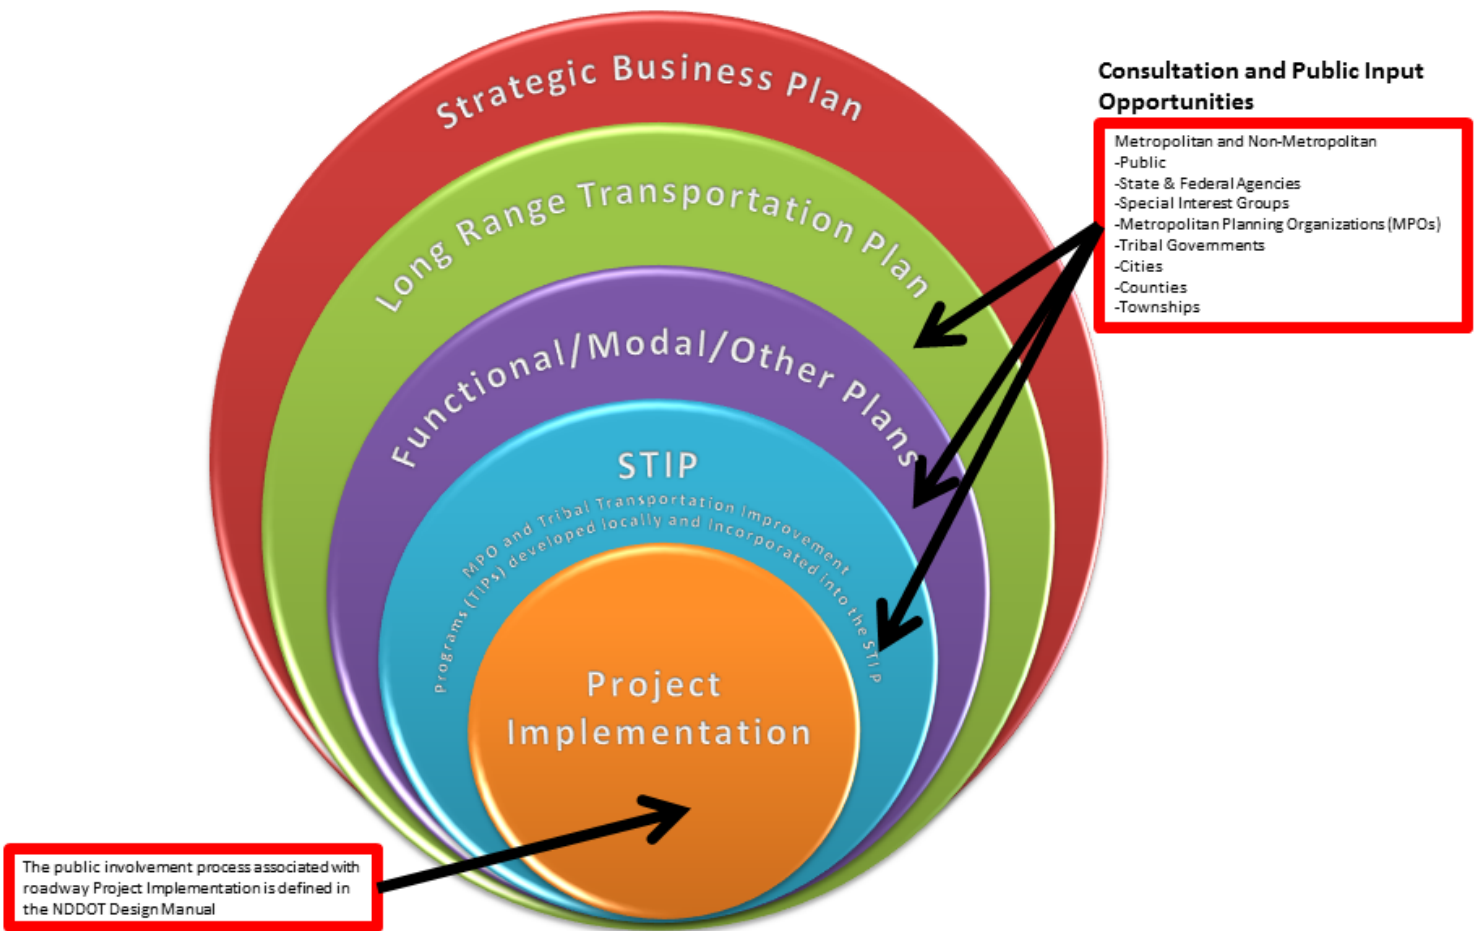 Strategic Business Plan
Long Range Transportation Plan
Functional/Modal/Other Plans
STIP
MPO and Tribal Transportation Improvement
Programs (TIPs) developed locally and Incorporated into the STIP
Project
Implementation
Consultation and Public Input
Opportunities
Metropolitan and Non-Metropolitan
-Public
-State & Federal Agencies
-Special Interest Groups
-Metropolitan Planning Organizations (MPOs)
-Tribal Governments
-Cities
-Counties
-Townships
The public involvement process associated with
roadway Project Implementation is defined in
the NDDOT Design Manual